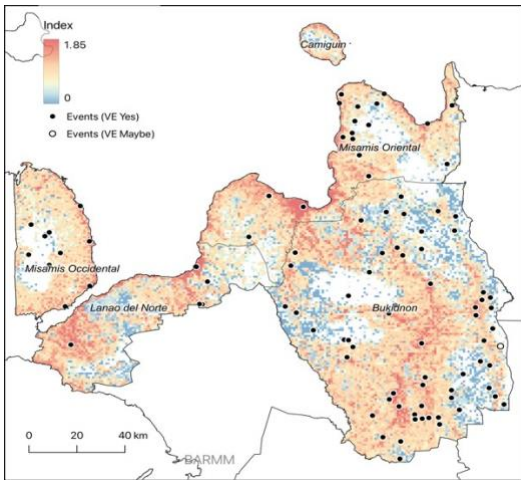 Index
1.85
0
Events (VE Yes)
Events (VE Maybe)
Camiguin
Misamis Oriental
Misamis Occidental
Lanao del Norte
Bukidnon
0 20 40 km
BARMM